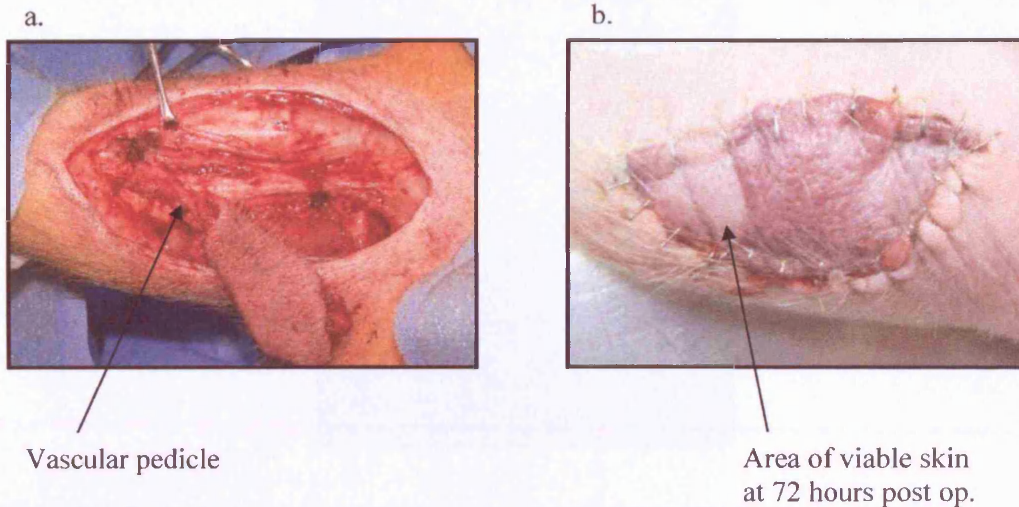 a.
b.
Vascular pedicle
Area of viable skin
at 72 hours post op.